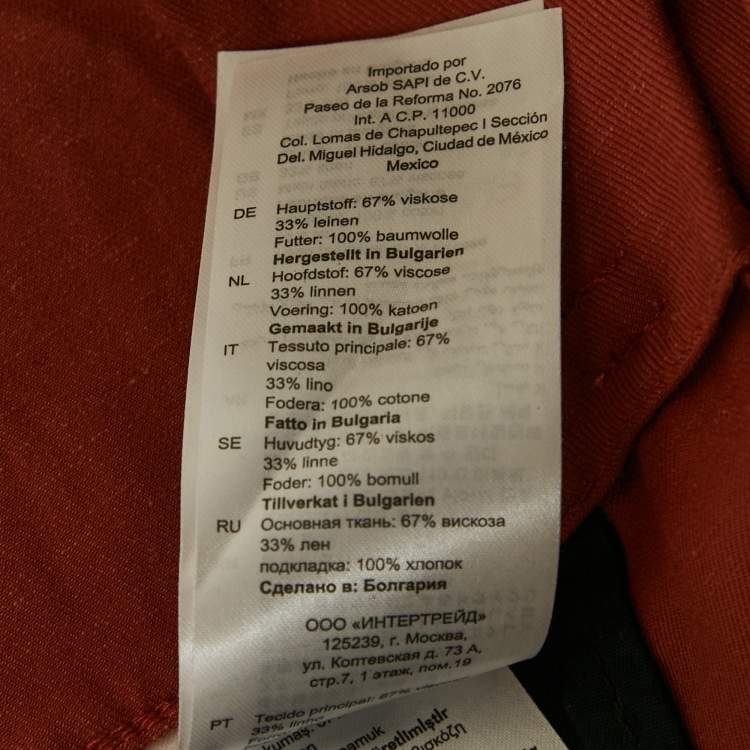 Importado por
Arsob SAPI de C.V.
Paseo de la Reforma No. 2076
Int. A C.P. 11000
Col. Lomas de Chapultepec I Sección
Del. Miguel Hidalgo, Ciudad de México
Mexico
DE Hauptstoff: 67% viskose
33% leinen
Futter: 100% baumwolle
Hergestellt in Bulgarien
NL Hoofdstof: 67% viscose
33% linnen
Voering: 100% katoen
Gemaakt in Bulgarije
IT Tessuto principale: 67%
viscosa
33% lino
Fodera: 100% cotone
Fatto in Bulgaria
SE Huvudtyg: 67% viskos
33% linne
Foder: 100% bomull
Tillverkat i Bulgarien
RU Основная ткань: 67% вискоза
33% лен
подкладка: 100% хлопок
Сделано в: Болгария
ООО «ИНТЕРТРЕЙД»
125239, г. Москва,
ул. Коптевская д. 73 А,
стр.7, 1 этаж, пом.19
PT Tecido principal: 67%
33%
kumaş: